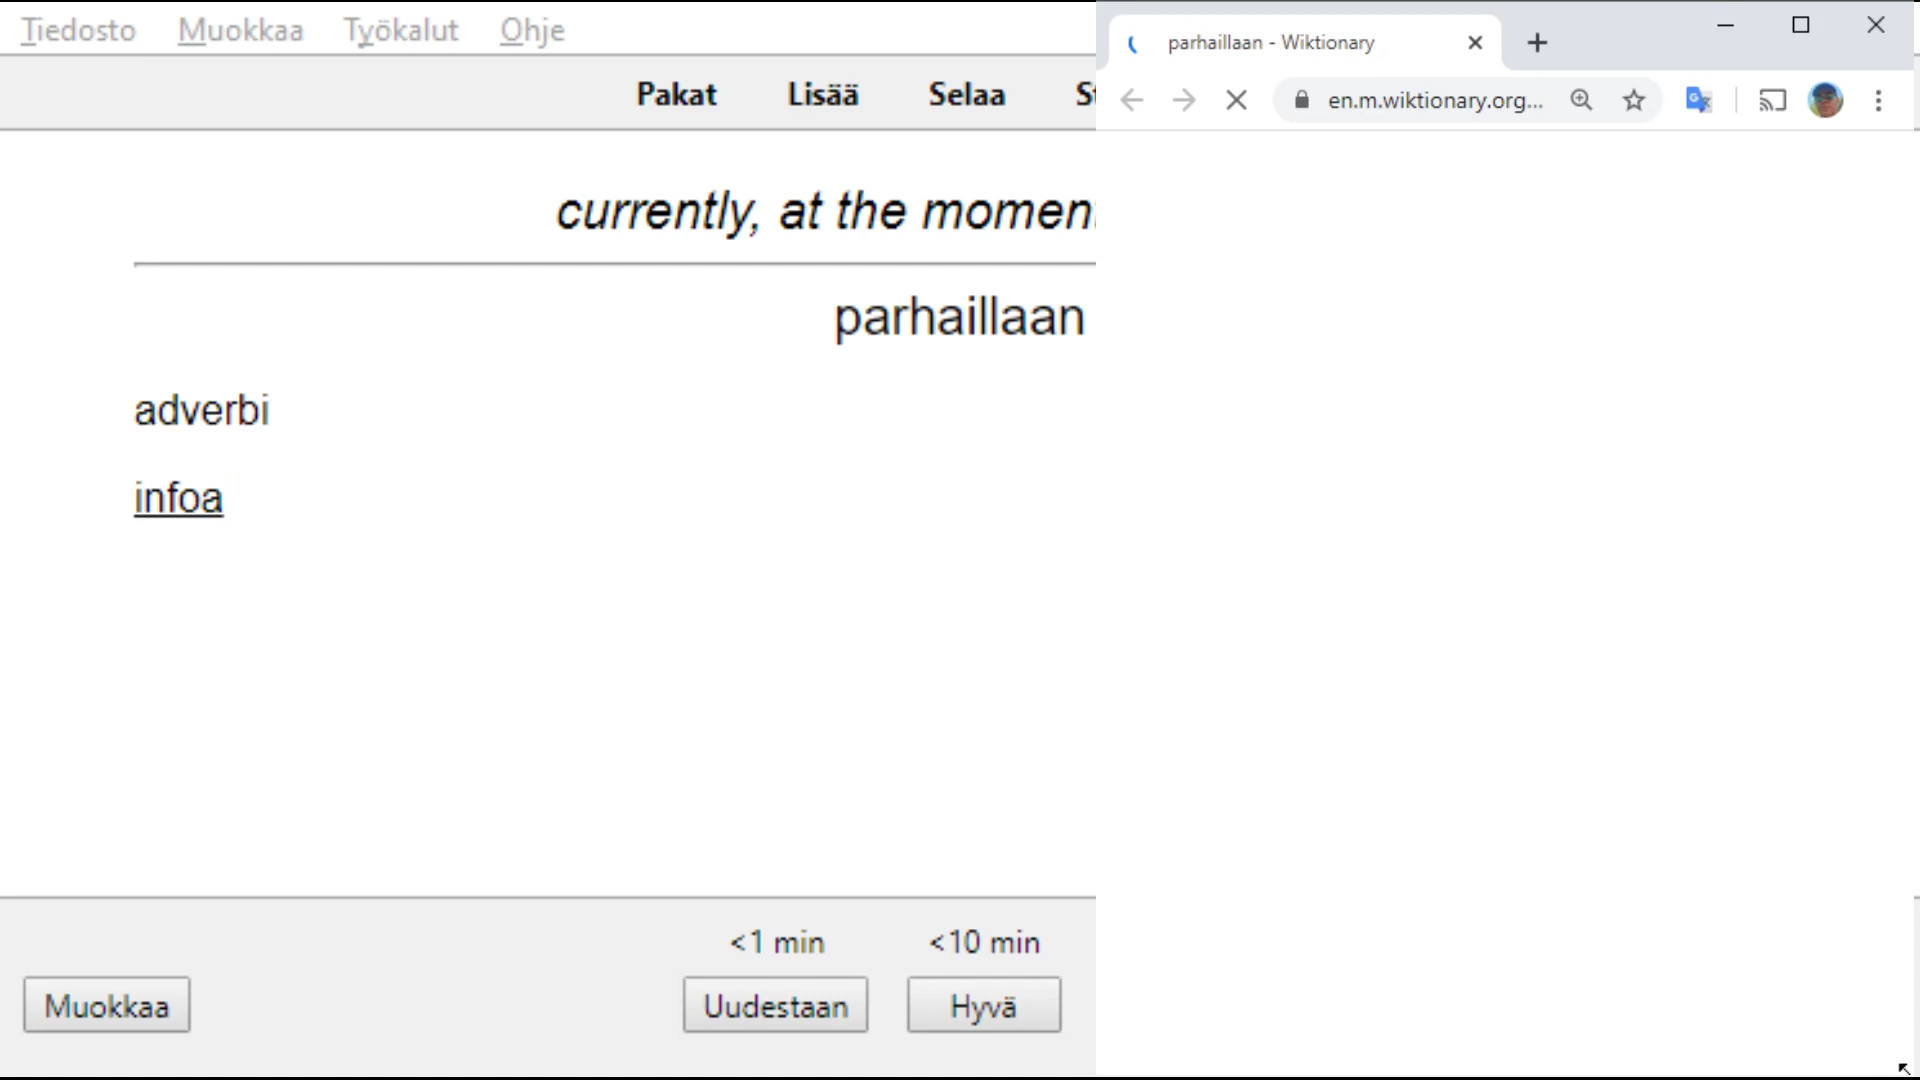 Tiedosto Muokkaa Työkalut Ohje
Pakat Lisää Selaa
currently, at the moment
parhaillaan
adverbi
infoa
<1 min <10 min
Muokkaa Uudestaan Hyvä
parhaillaan - Wiktionary
en.m.wiktionary.org...